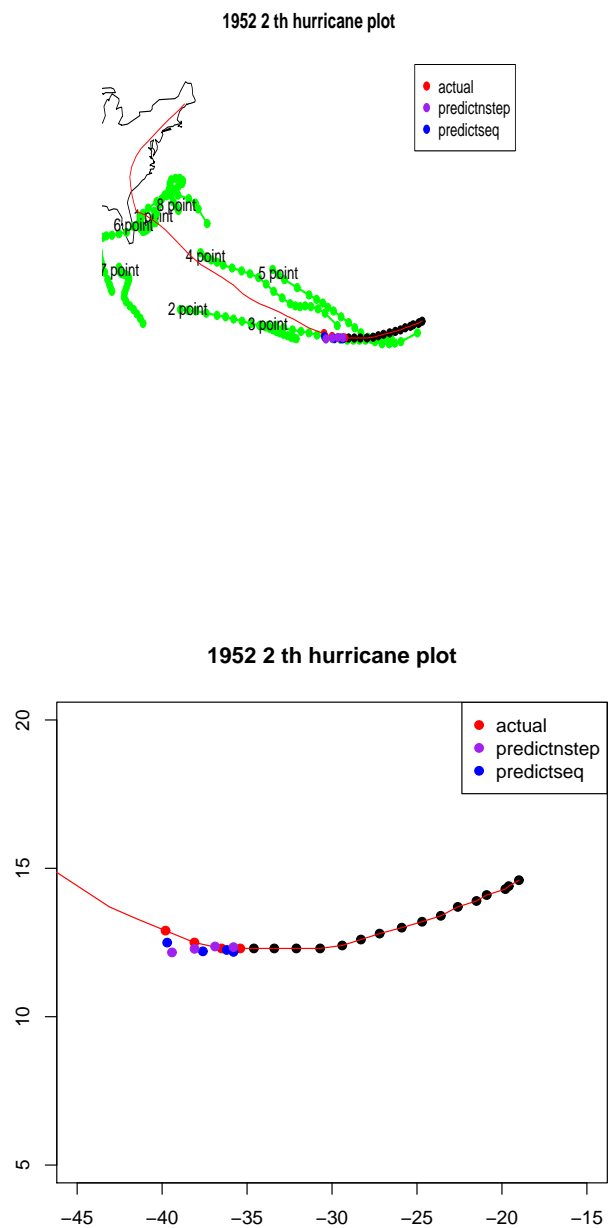 1952 2 th hurricane plot
actual
predictnstep
predictseq
8 point
6 point
4 point
5 point
7 point
2 point
3 point
1952 2 th hurricane plot
actual
predictnstep
predictseq
20
15
10
5
−45 −40 −35 −30 −25 −20 −15